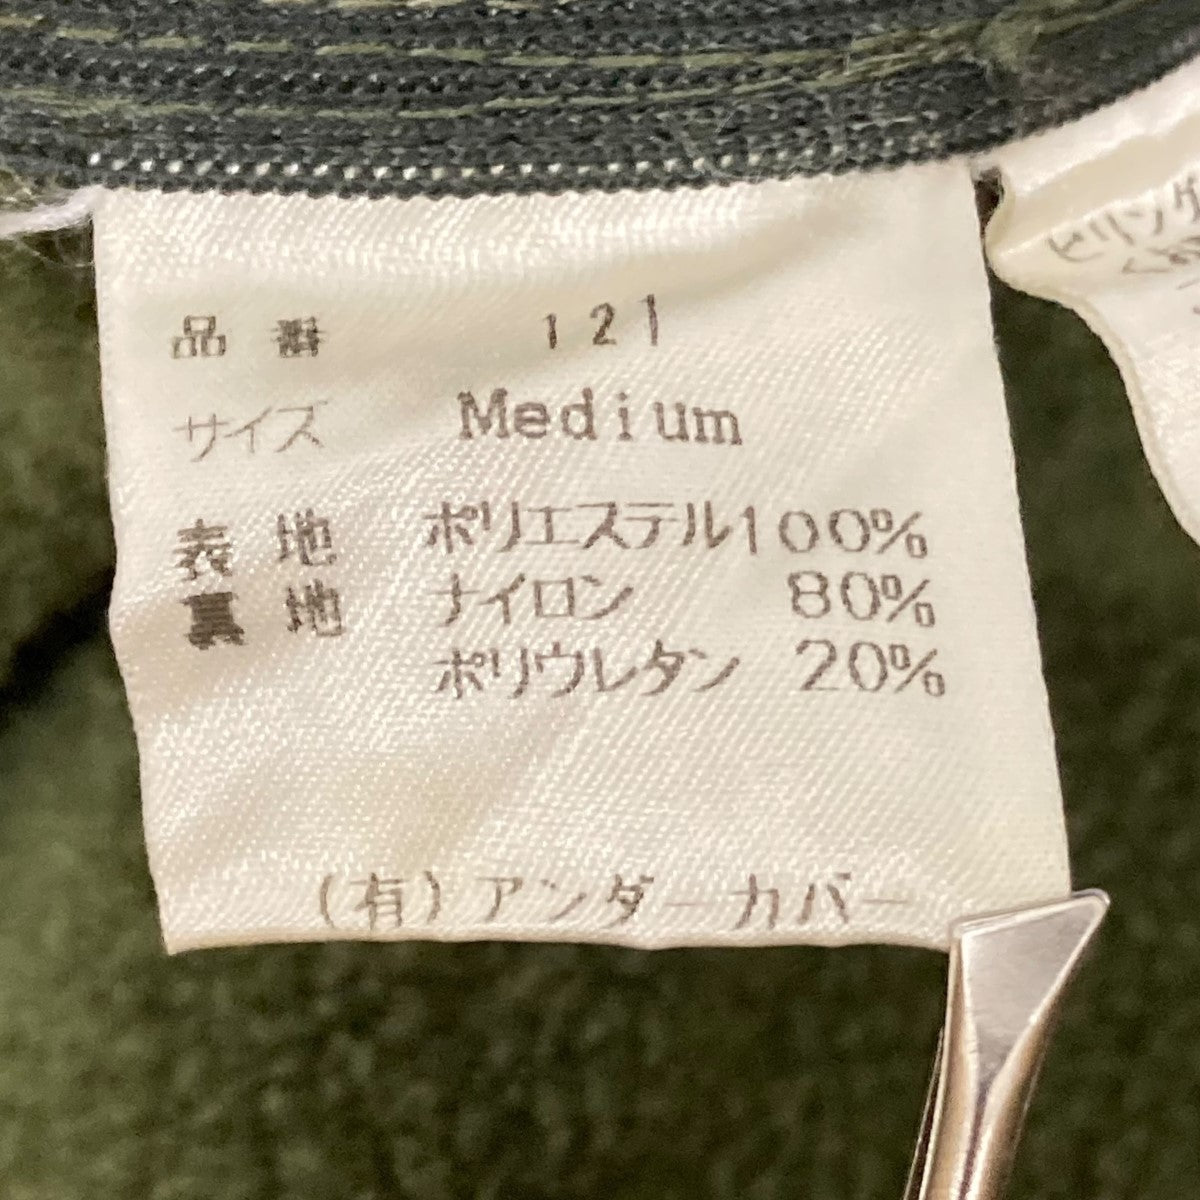 品番 121
サイズ Medium
表地 ポリエステル100%
裏地 ナイロン 80%
ポリウレタン 20%
(有)アンダーカバー